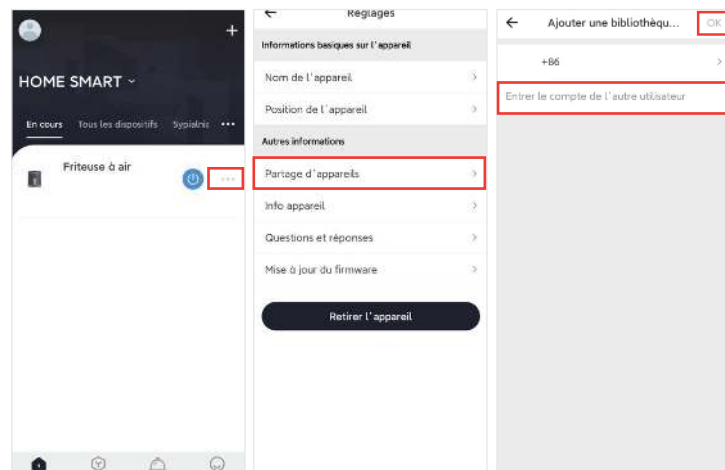 +
HOME SMART
En cours Tous les dispositifs Sypialnic
Friteuse à air
Réglages
Informations basiques sur l'appareil
Nom de l'appareil
Position de l'appareil
Autres informations
Partage d'appareils
Info appareil
Questions et réponses
Mise à jour du firmware
Retirer l'appareil
Ajouter une bibliothèqu... OK
+86
Entrer le compte de l'autre utilisateur